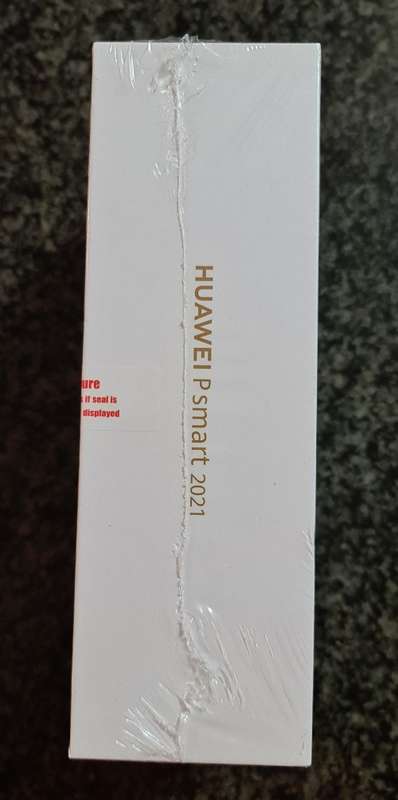 HUAWEI P smart 2021
ure
if seal is
displayed